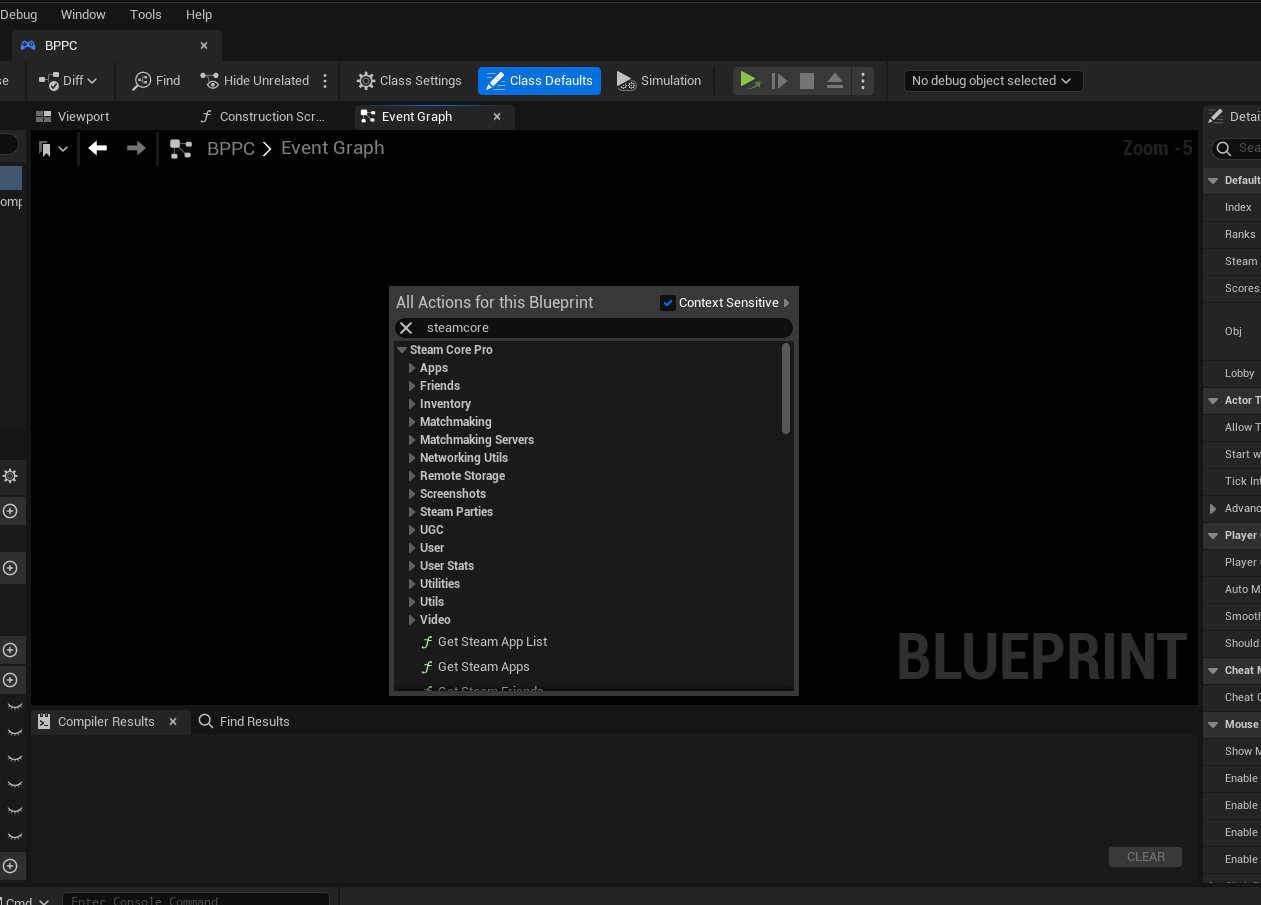 Debug Window Tools Help
BPPC
Diff Find Hide Unrelated Class Settings Class Defaults Simulation No debug object selected
Viewport Construction Scr... Event Graph
BPPC Event Graph
Zoom -5
All Actions for this Blueprint Context Sensitive
steamcore
Steam Core Pro
Apps
Friends
Inventory
Matchmaking
Matchmaking Servers
Networking Utils
Remote Storage
Screenshots
Steam Parties
UGC
User
User Stats
Utilities
Utils
Video
Get Steam App List
Get Steam Apps
Get Steam Friends
BLUEPRINT
Compiler Results Find Results
CLEAR
Cmd Enter Console Command
Detai
Sea
Default
Index
Ranks
Steam
Scores
Obj
Lobby
Actor T
Allow T
Start w
Tick Int
Advanc
Player
Player
Auto M
Smooth
Should
Cheat M
Cheat C
Mouse
Show M
Enable
Enable
Enable
Enable